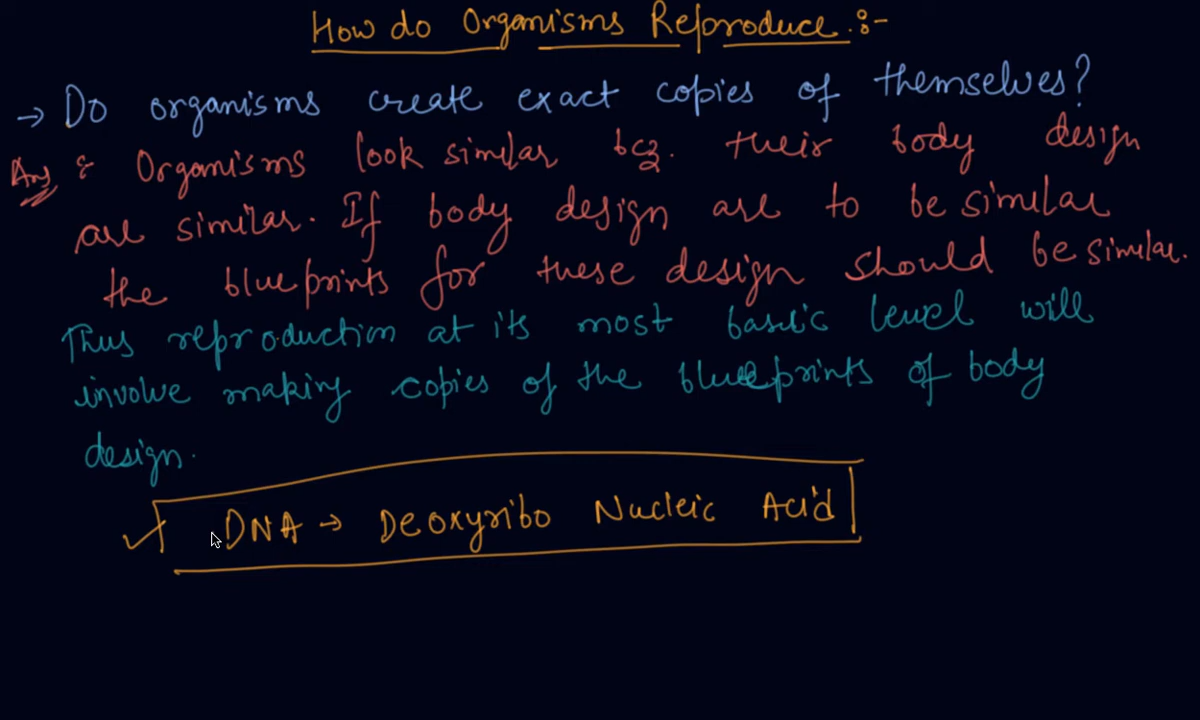 How do Organisms Reproduce :-
→ Do organisms create exact copies of themselves?
Ans : Organisms look similar bcz. their body design
are similar. If body design are to be similar
the blueprints for these design should be similar.
Thus reproduction at its most basic level will
involve making copies of the blueprints of body
design.
✓ DNA → Deoxyribo Nucleic Acid